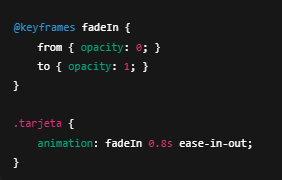 @keyframes fadeIn {
    from { opacity: 0; }
    to { opacity: 1; }
}

.tarjeta {
    animation: fadeIn 0.8s ease-in-out;
}